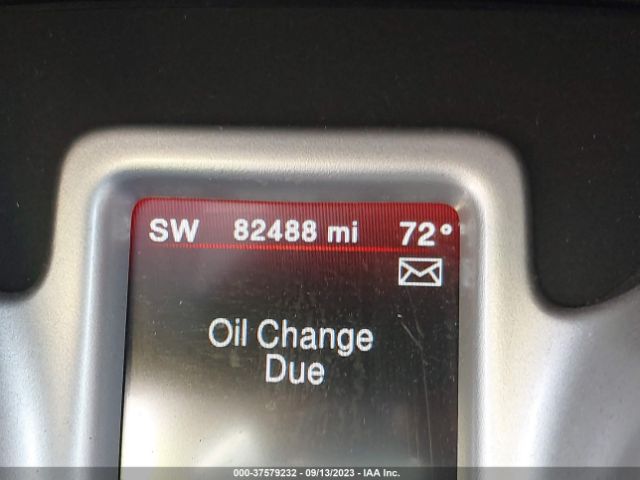 SW 82488 mi 72°
Oil Change
Due
000-37579232 - 09/13/2023 - IAA Inc.